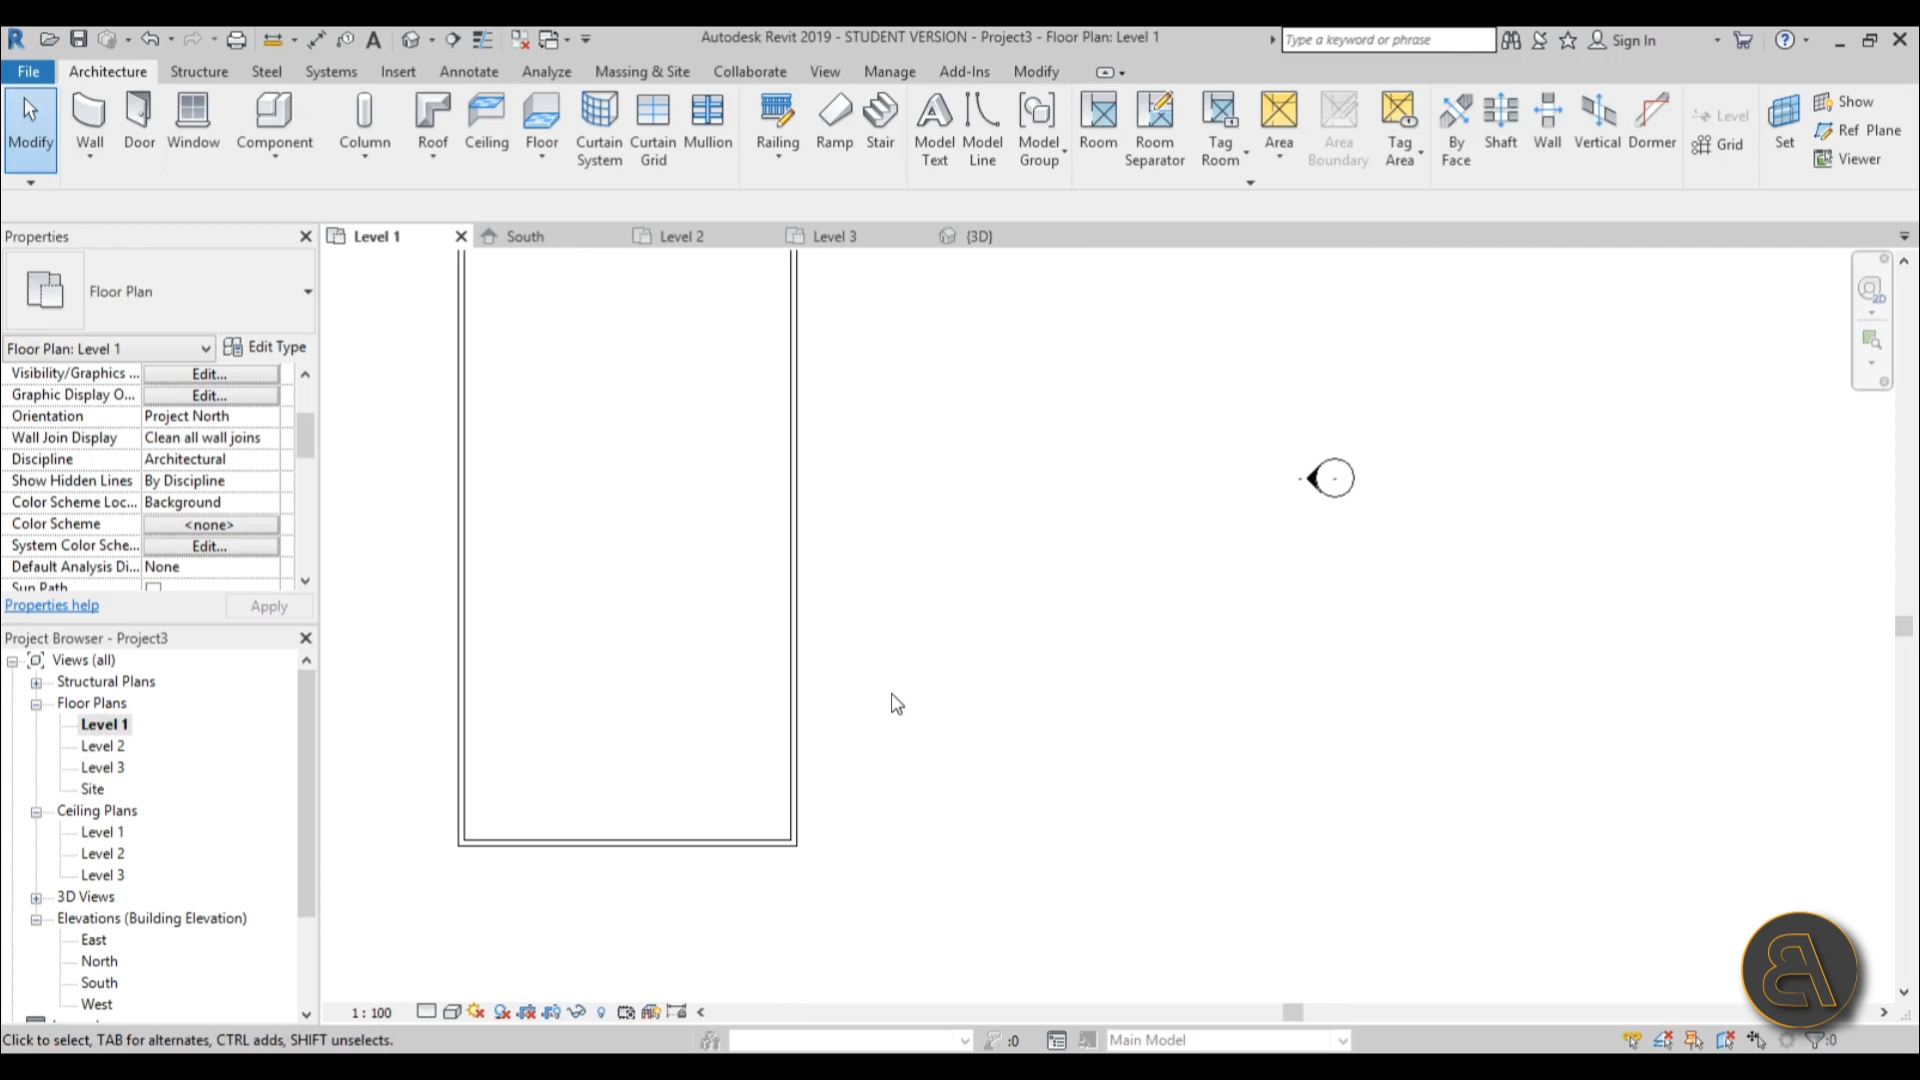 Autodesk Revit 2019 - STUDENT VERSION - Project3 - Floor Plan: Level 1
Type a keyword or phrase
Sign In
File Architecture Structure Steel Systems Insert Annotate Analyze Massing & Site Collaborate View Manage Add-Ins Modify
Modify
Wall
Door
Window
Component
Column
Roof
Ceiling
Floor
Curtain
System
Curtain
Grid
Mullion
Railing
Ramp
Stair
Model
Text
Model
Line
Model
Group
Room
Room
Separator
Tag
Room
Area
Area
Boundary
Tag
Area
By
Face
Shaft
Wall
Vertical
Dormer
Level
Grid
Set
Show
Ref Plane
Viewer
Properties
Level 1
South
Level 2
Level 3
{3D}
Floor Plan
Floor Plan: Level 1
Edit Type
Visibility/Graphics ... Edit...
Graphic Display O... Edit...
Orientation Project North
Wall Join Display Clean all wall joins
Discipline Architectural
Show Hidden Lines By Discipline
Color Scheme Loc... Background
Color Scheme <none>
System Color Sche... Edit...
Default Analysis Di... None
Sun Path
Properties help
Apply
2D
Project Browser - Project3
Views (all)
Structural Plans
Floor Plans
Level 1
Level 2
Level 3
Site
Ceiling Plans
Level 1
Level 2
Level 3
3D Views
Elevations (Building Elevation)
East
North
South
West
1 : 100
Click to select, TAB for alternates, CTRL adds, SHIFT unselects.
:0
Main Model
:0